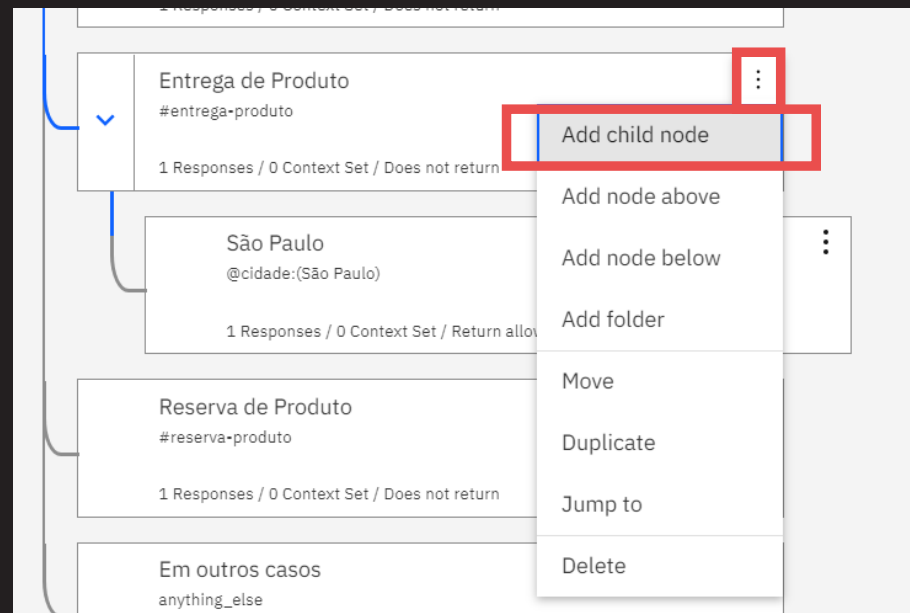 1 Responses / 0 Context Set / Does not return
Entrega de Produto
#entrega-produto
1 Responses / 0 Context Set / Does not return
Add child node
Add node above
Add node below
Add folder
Move
Duplicate
Jump to
Delete
São Paulo
@cidade:(São Paulo)
1 Responses / 0 Context Set / Return allow
Reserva de Produto
#reserva-produto
1 Responses / 0 Context Set / Does not return
Em outros casos
anything_else